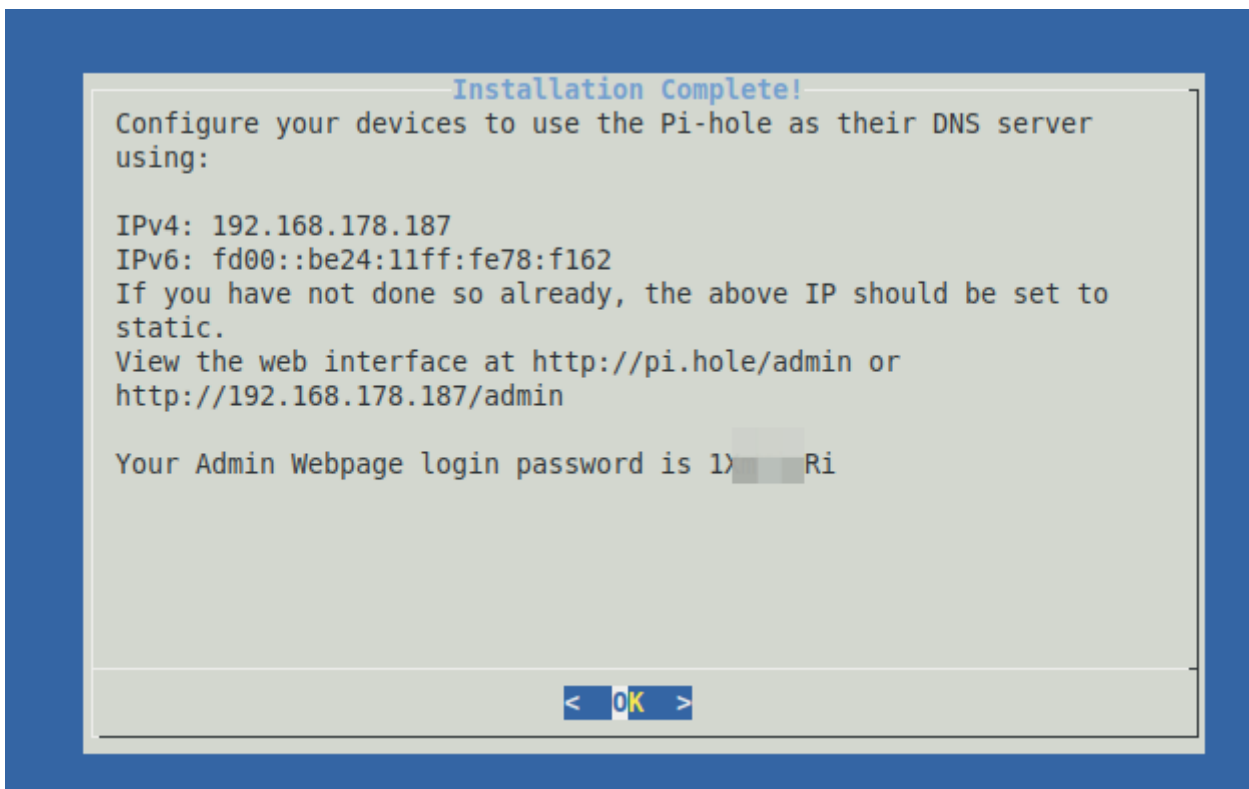 Installation Complete!
Configure your devices to use the Pi-hole as their DNS server
using:
IPv4: 192.168.178.187
IPv6: fd00::be24:11ff:fe78:f162
If you have not done so already, the above IP should be set to
static.
View the web interface at http://pi.hole/admin or
http://192.168.178.187/admin
Your Admin Webpage login password is
< OK >